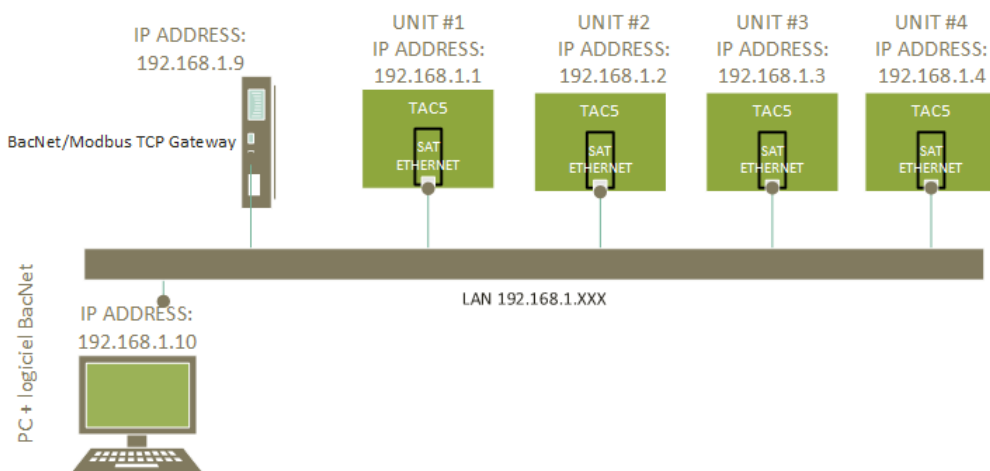 IP ADDRESS:
192.168.1.9
BacNet/Modbus TCP Gateway
UNIT #1
IP ADDRESS:
192.168.1.1
TAC5
SAT
ETHERNET
UNIT #2
IP ADDRESS:
192.168.1.2
TAC5
SAT
ETHERNET
UNIT #3
IP ADDRESS:
192.168.1.3
TAC5
SAT
ETHERNET
UNIT #4
IP ADDRESS:
192.168.1.4
TAC5
SAT
ETHERNET
LAN 192.168.1.XXX
PC + logiciel BacNet
IP ADDRESS:
192.168.1.10